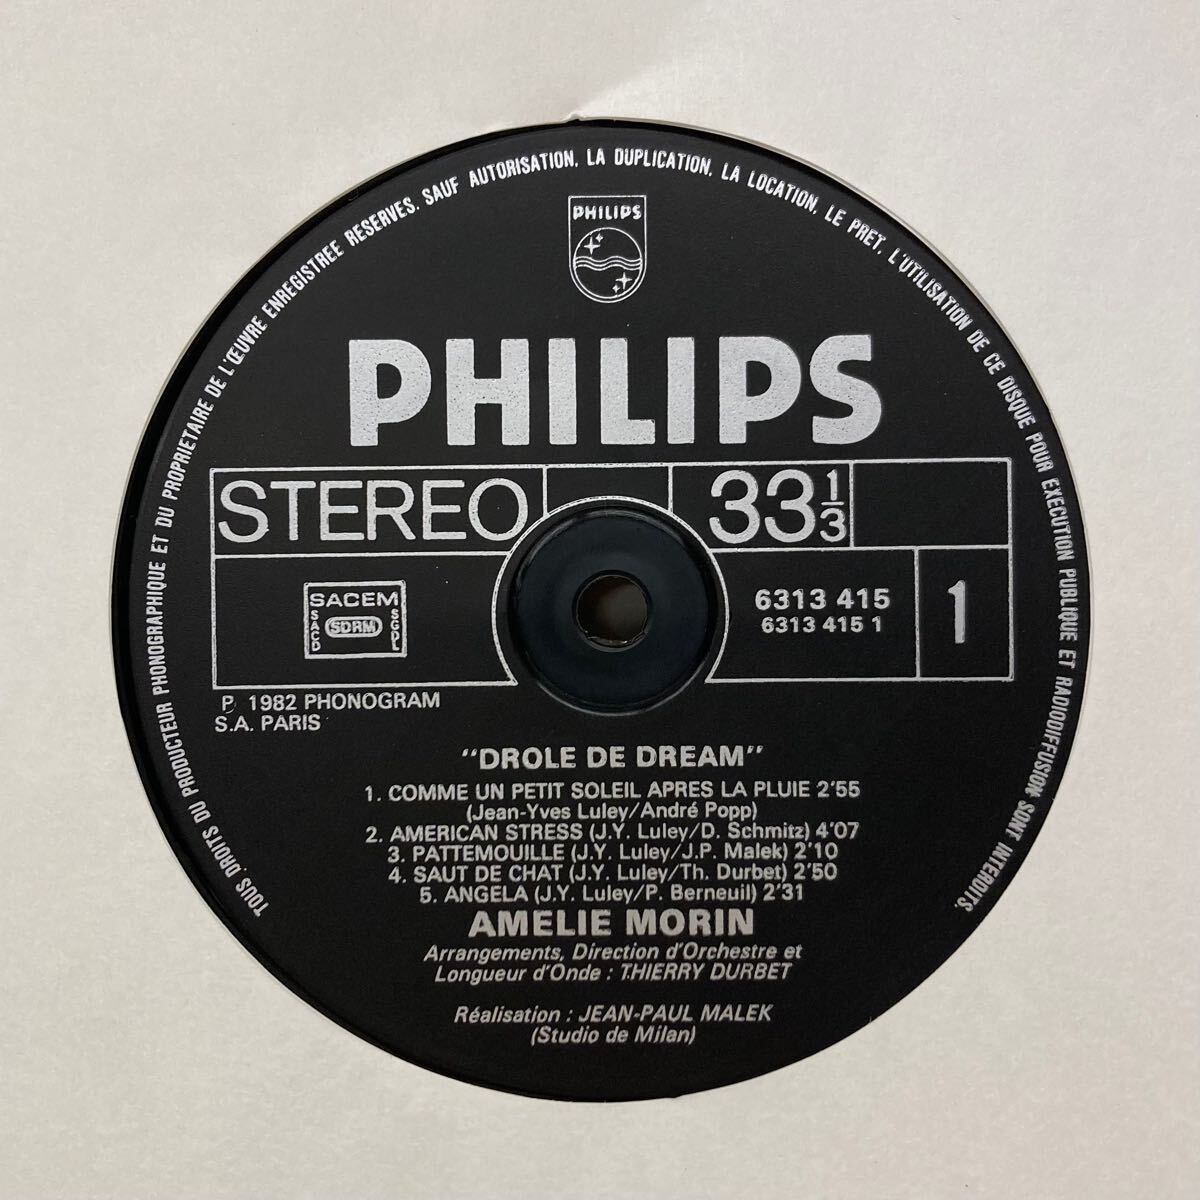 TOUS DROITS DU PRODUCTEUR PHONOGRAPHIQUE ET DU PROPRIETAIRE DE L'ŒUVRE ENREGISTREE RESERVES. SAUF AUTORISATION, LA DUPLICATION, LA LOCATION, LE PRET, L'UTILISATION DE CE DISQUE POUR EXECUTION PUBLIQUE ET RADIODIFFUSION SONT INTERDITS.
PHILIPS
PHILIPS
STEREO 33 1/3
SACEM
SACD SDRM SGDL
6313 415
6313 415 1
1
P 1982 PHONOGRAM
S.A. PARIS
"DROLE DE DREAM"
1. COMME UN PETIT SOLEIL APRES LA PLUIE 2'55
(Jean-Yves Luley/André Popp)
2. AMERICAN STRESS (J.Y. Luley/D. Schmitz) 4'07
3. PATTEMOUILLE (J.Y. Luley/J.P. Malek) 2'10
4. SAUT DE CHAT (J.Y. Luley/Th. Durbet) 2'50
5. ANGELA (J.Y. Luley/P. Berneuil) 2'31
AMELIE MORIN
Arrangements, Direction d'Orchestre et
Longueur d'Onde : THIERRY DURBET
Réalisation : JEAN-PAUL MALEK
(Studio de Milan)